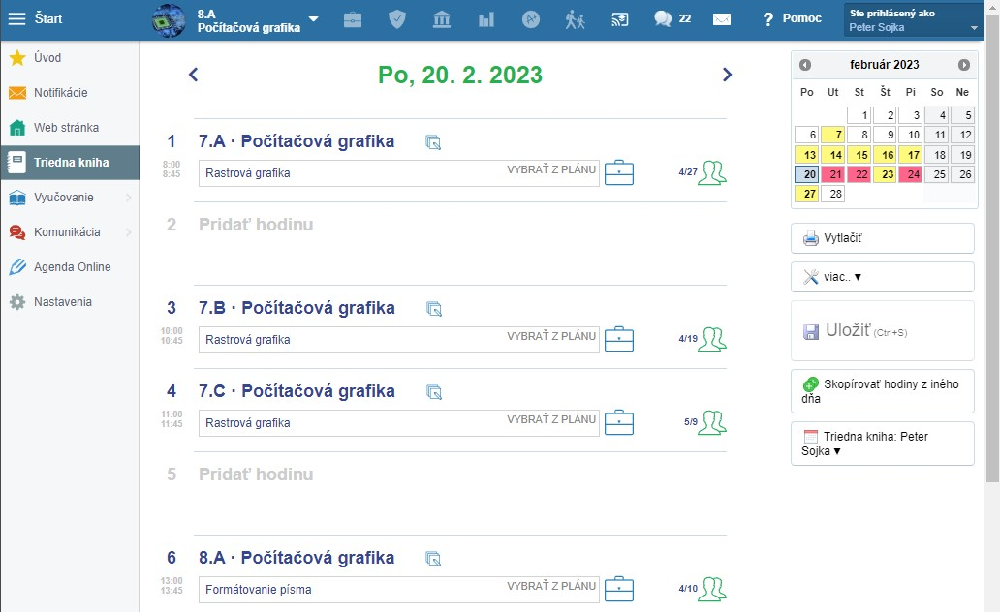 Štart
8.A
Počítačová grafika
22
? Pomoc
Ste prihlásený ako
Peter Sojka
Úvod
Notifikácie
Web stránka
Triedna kniha
Vyučovanie
Komunikácia
Agenda Online
Nastavenia
Po, 20. 2. 2023
1 7.A · Počítačová grafika
8:00
8:45
Rastrová grafika VYBRAŤ Z PLÁNU 4/27
2 Pridať hodinu
3 7.B · Počítačová grafika
10:00
10:45
Rastrová grafika VYBRAŤ Z PLÁNU 4/19
4 7.C · Počítačová grafika
11:00
11:45
Rastrová grafika VYBRAŤ Z PLÁNU 5/9
5 Pridať hodinu
6 8.A · Počítačová grafika
13:00
13:45
Formátovanie písma VYBRAŤ Z PLÁNU 4/10
február 2023
Po Ut St Št Pi So Ne
1 2 3 4 5
6 7 8 9 10 11 12
13 14 15 16 17 18 19
20 21 22 23 24 25 26
27 28
Vytlačiť
viac.. ▼
Uložiť (Ctrl+S)
Skopírovať hodiny z iného
dňa
Triedna kniha: Peter
Sojka ▼